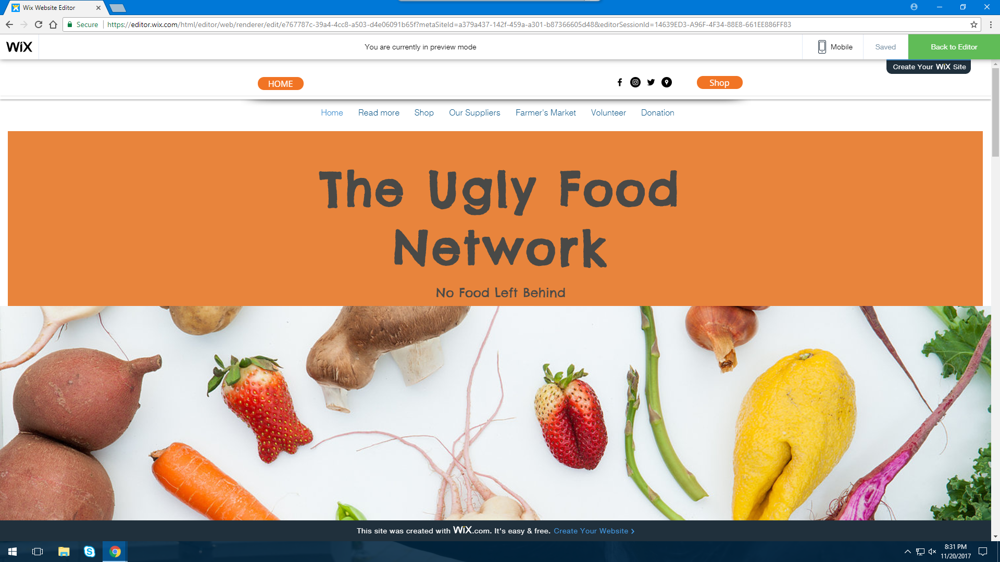 Wix Website Editor
Secure
https://editor.wix.com/html/editor/web/renderer/edit/e767787c-39a4-4cc8-a503-d4e06091b65f?metaSiteId=a379a437-142f-459a-a301-b87366605d48&editorSessionId=14639ED3-A96F-4F34-88E8-661EE886FF83
WiX
You are currently in preview mode
Mobile
Saved
Back to Editor
Create Your WiX Site
HOME
Shop
Home
Read more
Shop
Our Suppliers
Farmer's Market
Volunteer
Donation
The Ugly Food
Network
No Food Left Behind
This site was created with WiX.com. It's easy & free. Create Your Website >
8:31 PM
11/20/2017